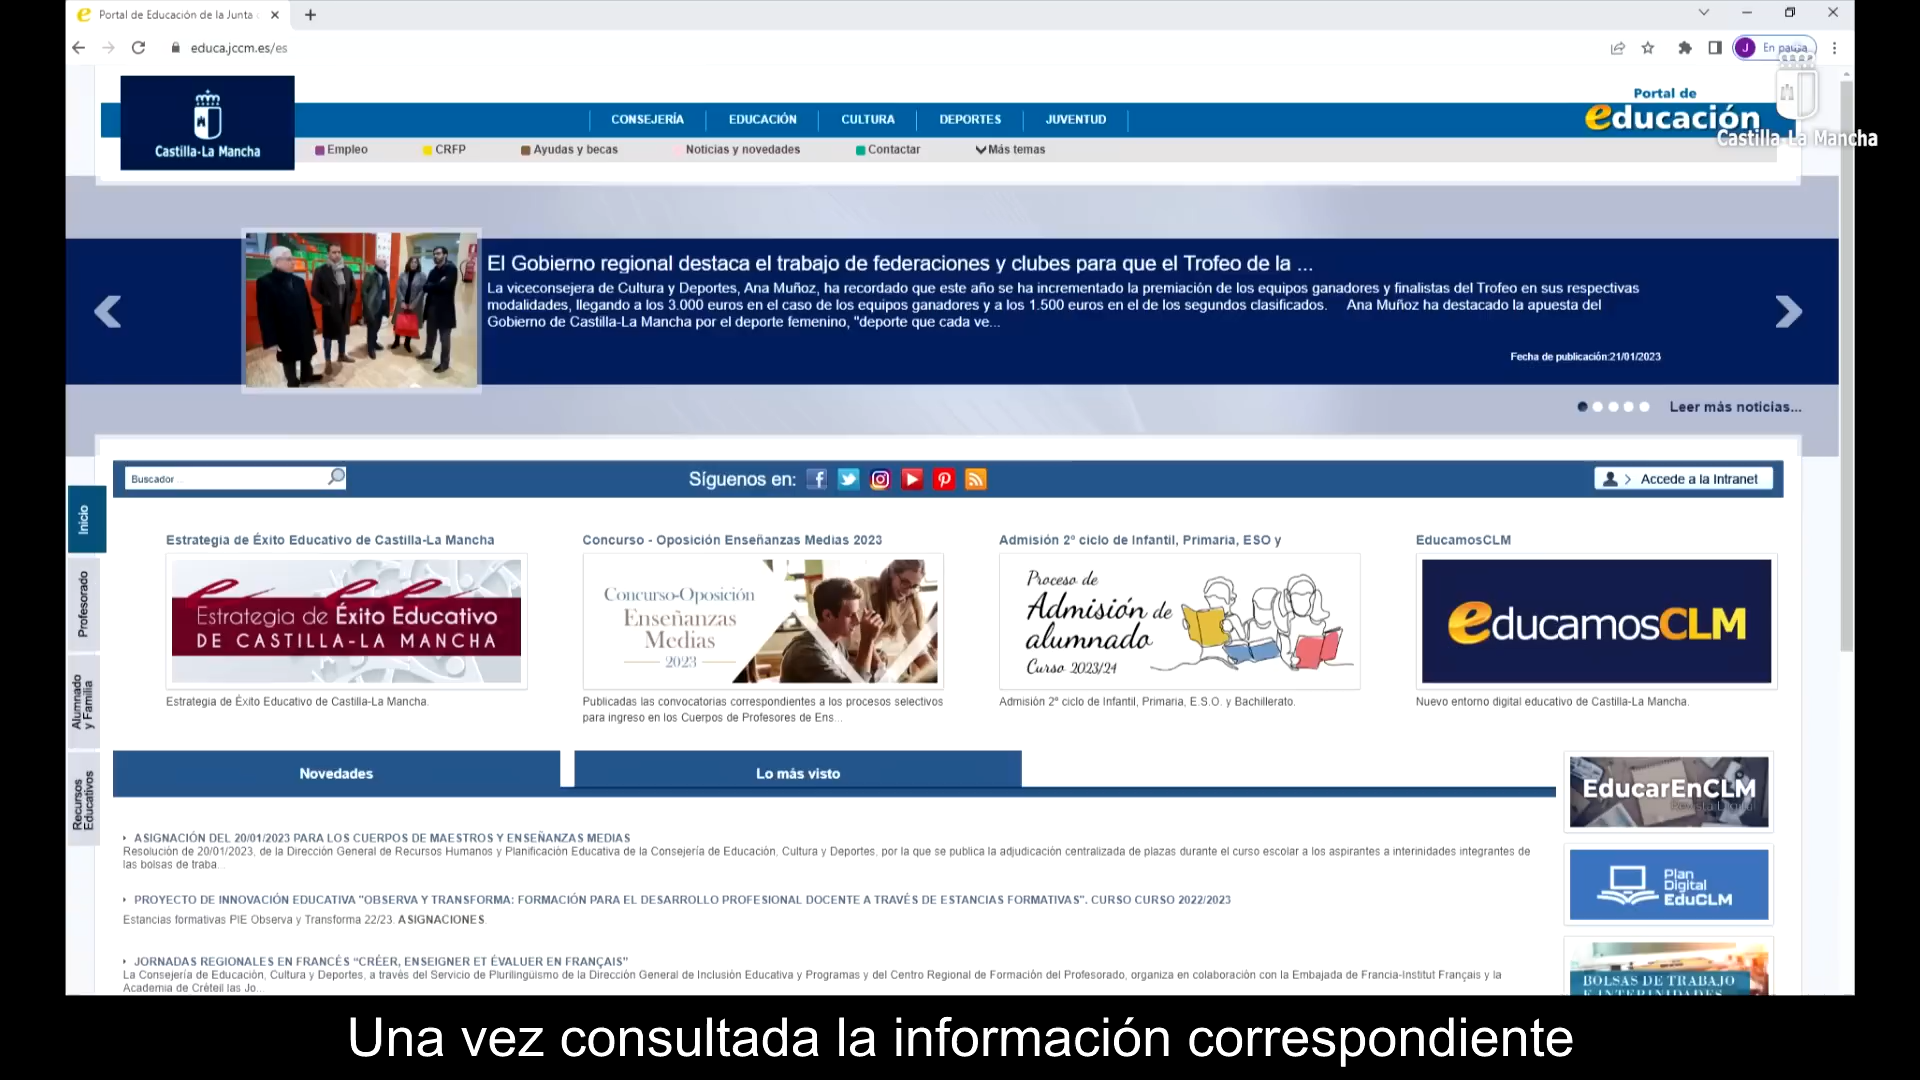 Portal de Educación de la Junta
educa.jccm.es/es
J En pausa
Castilla-La Mancha
CONSEJERÍA EDUCACIÓN CULTURA DEPORTES JUVENTUD
Portal de
educación
Castilla-La Mancha
Empleo CRFP Ayudas y becas Noticias y novedades Contactar Más temas
El Gobierno regional destaca el trabajo de federaciones y clubes para que el Trofeo de la ...
La viceconsejera de Cultura y Deportes, Ana Muñoz, ha recordado que este año se ha incrementado la premiación de los equipos ganadores y finalistas del Trofeo en sus respectivas
modalidades, llegando a los 3.000 euros en el caso de los equipos ganadores y a los 1.500 euros en el de los segundos clasificados. Ana Muñoz ha destacado la apuesta del
Gobierno de Castilla-La Mancha por el deporte femenino, "deporte que cada ve...
Fecha de publicación:21/01/2023
Leer más noticias...
Buscador ...
Síguenos en:
Accede a la Intranet
Inicio
Profesorado
Alumnado
y Familia
Recursos
Educativos
Estrategia de Éxito Educativo de Castilla-La Mancha
Estrategia de Éxito Educativo
DE CASTILLA-LA MANCHA
Estrategia de Éxito Educativo de Castilla-La Mancha.
Concurso - Oposición Enseñanzas Medias 2023
Concurso-Oposición
Enseñanzas
Medias
2023
Publicadas las convocatorias correspondientes a los procesos selectivos
para ingreso en los Cuerpos de Profesores de Ens...
Admisión 2º ciclo de Infantil, Primaria, ESO y
Proceso de
Admisión de
alumnado
Curso 2023/24
Admisión 2º ciclo de Infantil, Primaria, E.S.O. y Bachillerato.
EducamosCLM
educamosCLM
Nuevo entorno digital educativo de Castilla-La Mancha.
Novedades
Lo más visto
ASIGNACIÓN DEL 20/01/2023 PARA LOS CUERPOS DE MAESTROS Y ENSEÑANZAS MEDIAS
Resolución de 20/01/2023, de la Dirección General de Recursos Humanos y Planificación Educativa de la Consejería de Educación, Cultura y Deportes, por la que se publica la adjudicación centralizada de plazas durante el curso escolar a los aspirantes a interinidades integrantes de
las bolsas de traba...
PROYECTO DE INNOVACIÓN EDUCATIVA "OBSERVA Y TRANSFORMA: FORMACIÓN PARA EL DESARROLLO PROFESIONAL DOCENTE A TRAVÉS DE ESTANCIAS FORMATIVAS". CURSO CURSO 2022/2023
Estancias formativas PIE Observa y Transforma 22/23. ASIGNACIONES.
JORNADAS REGIONALES EN FRANCÉS “CRÉER, ENSEIGNER ET ÉVALUER EN FRANÇAIS”
La Consejería de Educación, Cultura y Deportes, a través del Servicio de Plurilingüismo de la Dirección General de Inclusión Educativa y Programas y del Centro Regional de Formación del Profesorado, organiza en colaboración con la Embajada de Francia-Institut Français y la
Academia de Créteil las Jo...
EducarEnCLM
Revista Digital
Plan
Digital
EduCLM
BOLSAS DE TRABAJO
E INTERINIDADES
Una vez consultada la información correspondiente